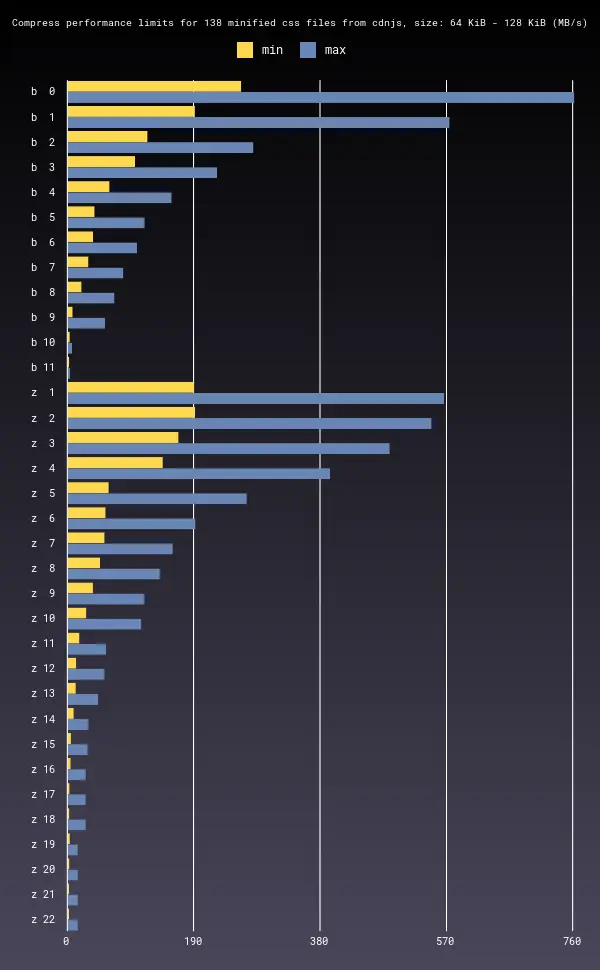 Compress performance limits for 138 minified css files from cdnjs, size: 64 KiB - 128 KiB (MB/s)
min max
b 0
b 1
b 2
b 3
b 4
b 5
b 6
b 7
b 8
b 9
b 10
b 11
z 1
z 2
z 3
z 4
z 5
z 6
z 7
z 8
z 9
z 10
z 11
z 12
z 13
z 14
z 15
z 16
z 17
z 18
z 19
z 20
z 21
z 22
0 190 380 570 760